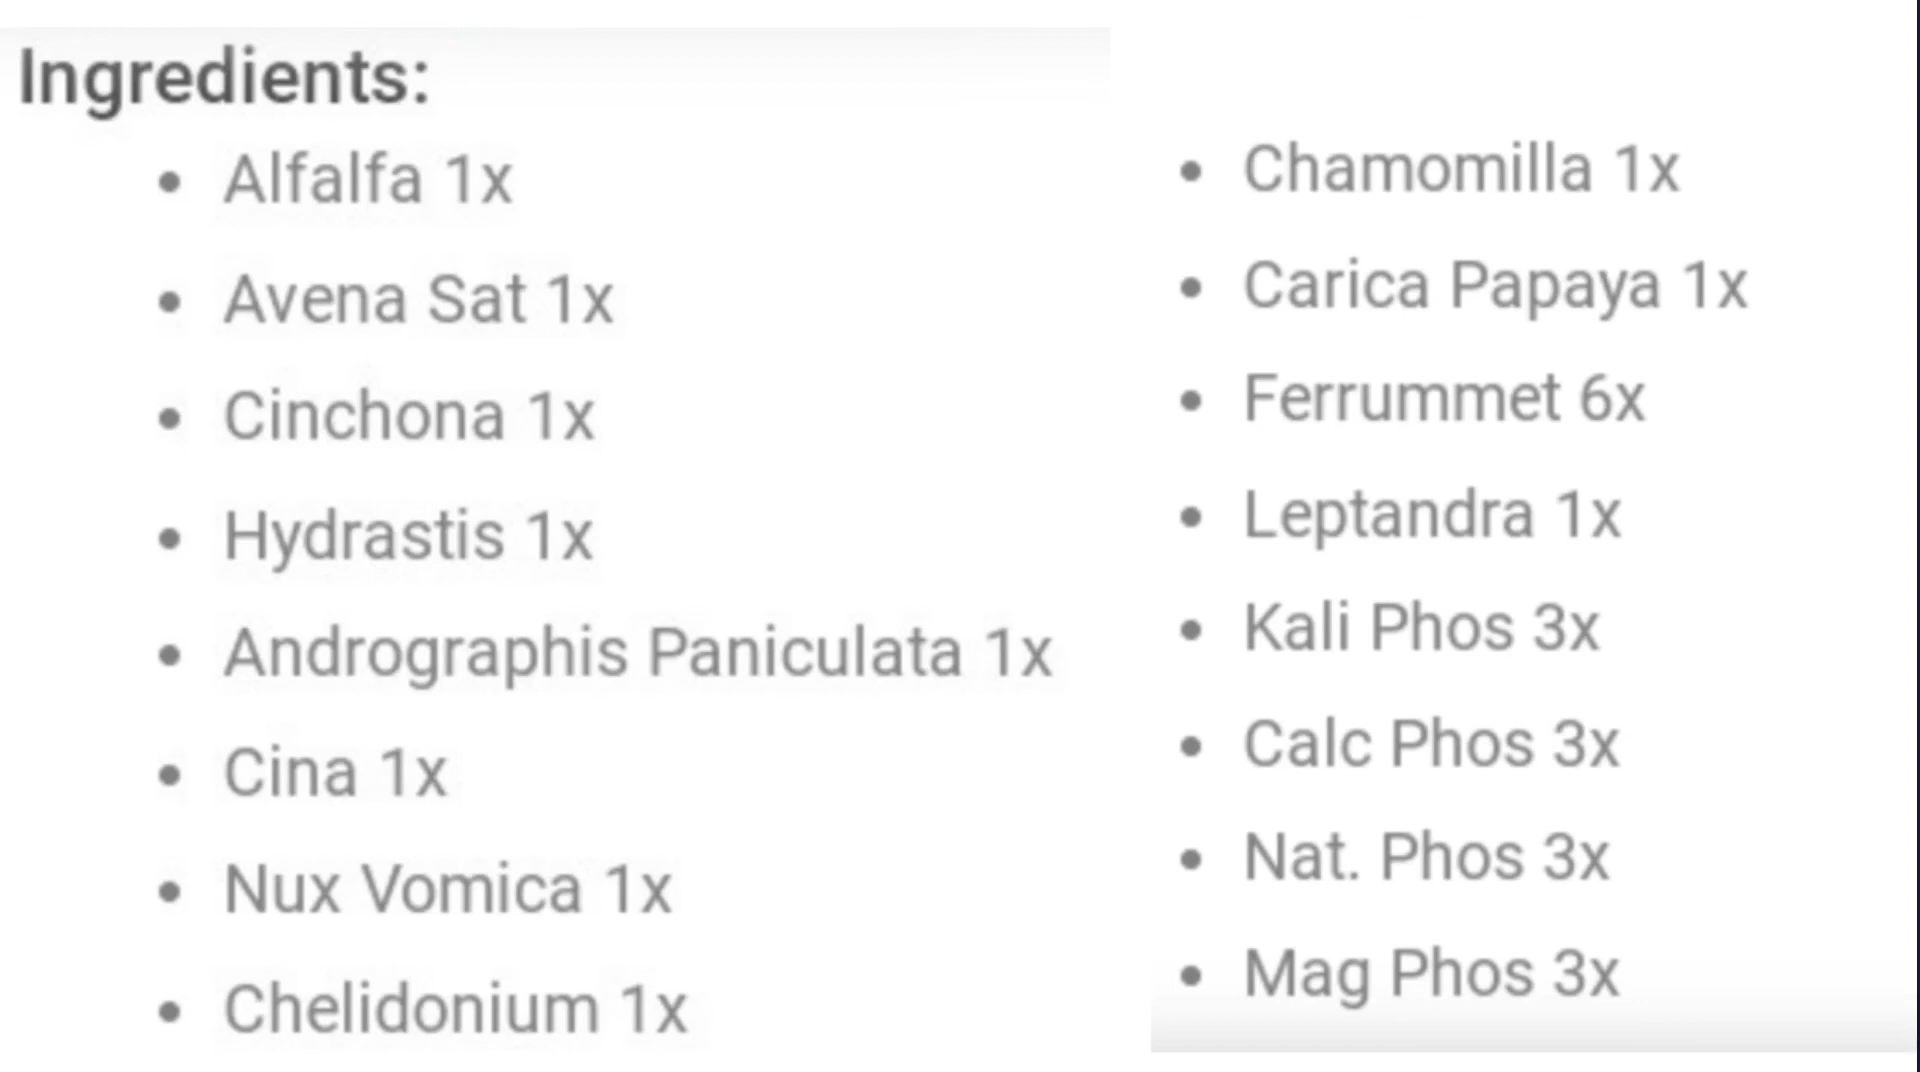 Ingredients:
• Alfalfa 1x
• Avena Sat 1x
• Cinchona 1x
• Hydrastis 1x
• Andrographis Paniculata 1x
• Cina 1x
• Nux Vomica 1x
• Chelidonium 1x
• Chamomilla 1x
• Carica Papaya 1x
• Ferrummet 6x
• Leptandra 1x
• Kali Phos 3x
• Calc Phos 3x
• Nat. Phos 3x
• Mag Phos 3x